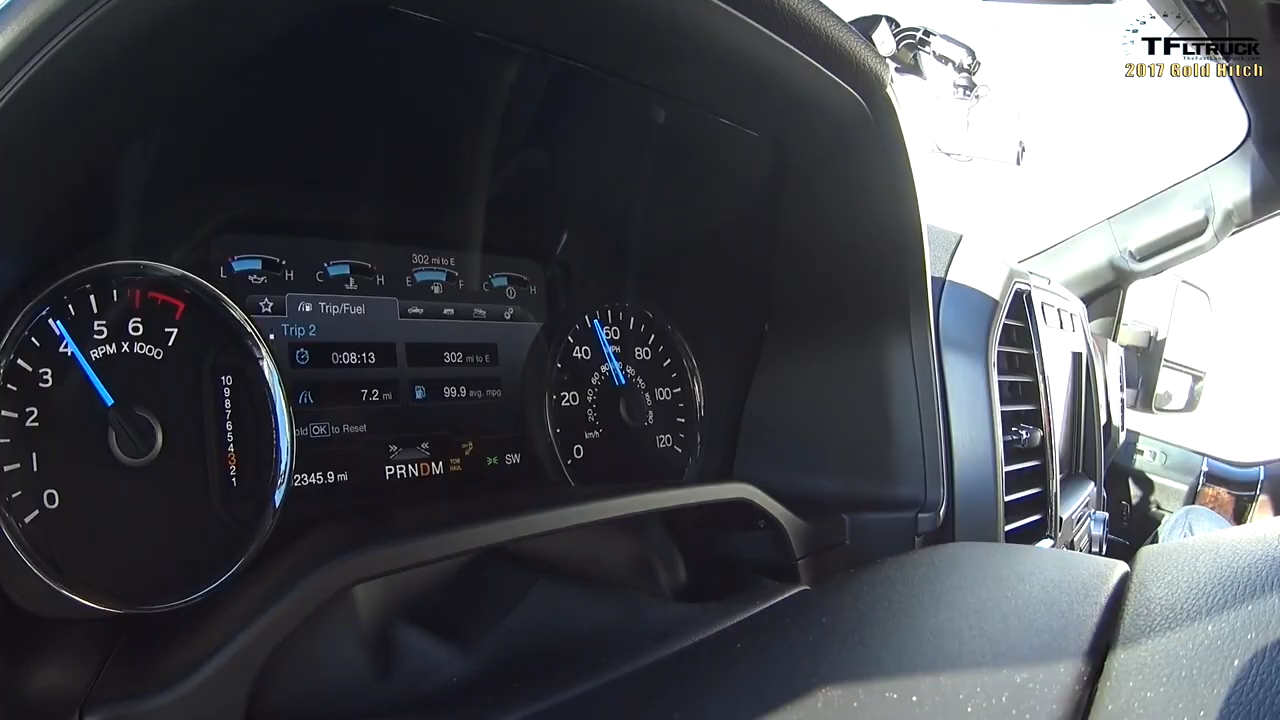 TFLTRUCK
2017 Gold Hitch
302 mi to E
L H
C H
E F
C H
Trip/Fuel
Trip 2
0:08:13
302 mi to E
7.2 mi
99.9 avg. mpg
OK to Reset
2345.9 mi
PRNDM
TOW
HAUL
SW
0 1 2 3 4 5 6 7
RPM X 1000
10
9
8
7
6
5
4
3
2
1
0 20 40 60 80 100 120
MPH
km/h